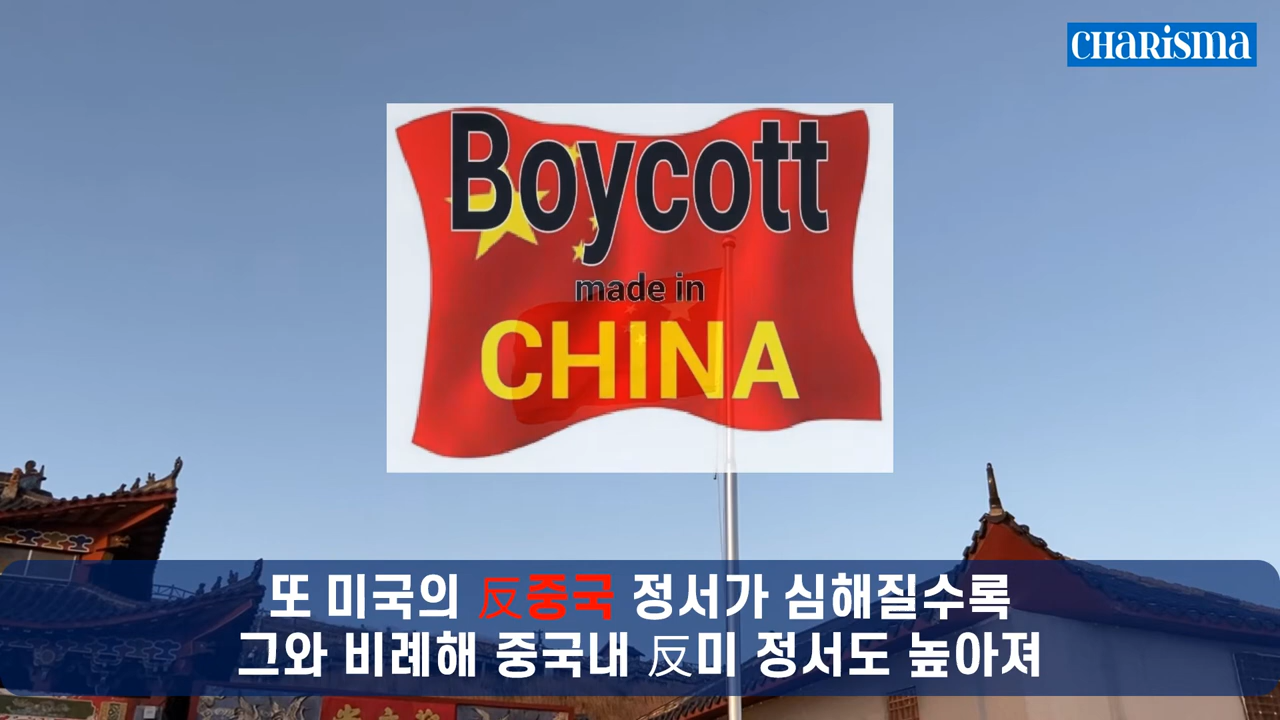 CHARISMA
Boycott
made in
CHINA
또 미국의 反중국 정서가 심해질수록
그와 비례해 중국내 反미 정서도 높아져